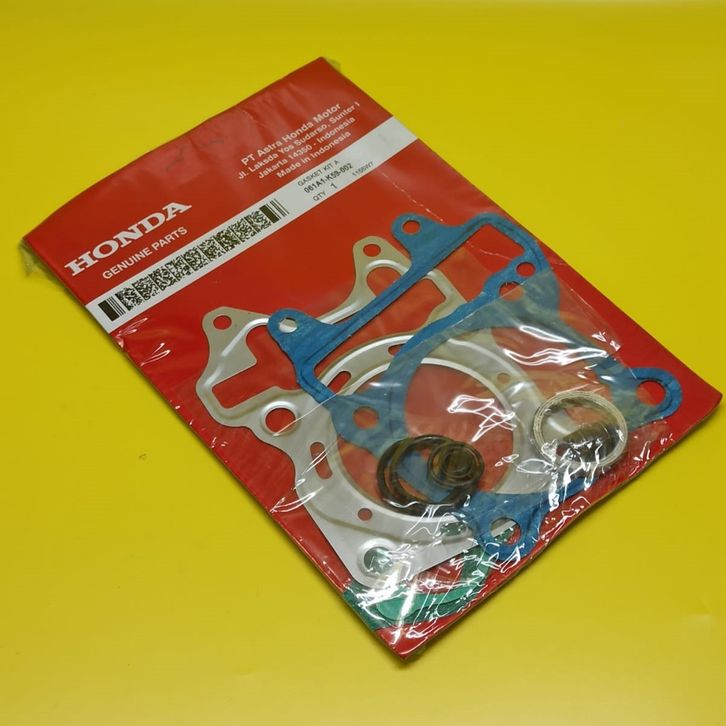 PT Astra Honda Motor
Jl. Laksda Yos Sudarso, Sunter I
Jakarta 14350 - Indonesia
Made in Indonesia
HONDA
GENUINE PARTS
GASKET KIT A
061A1-K59-002
QTY 1 1156W7